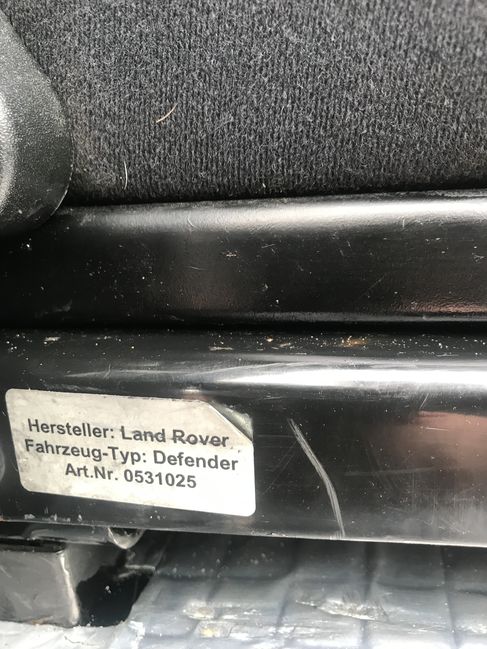 Hersteller: Land Rover
Fahrzeug-Typ: Defender
Art.Nr. 0531025